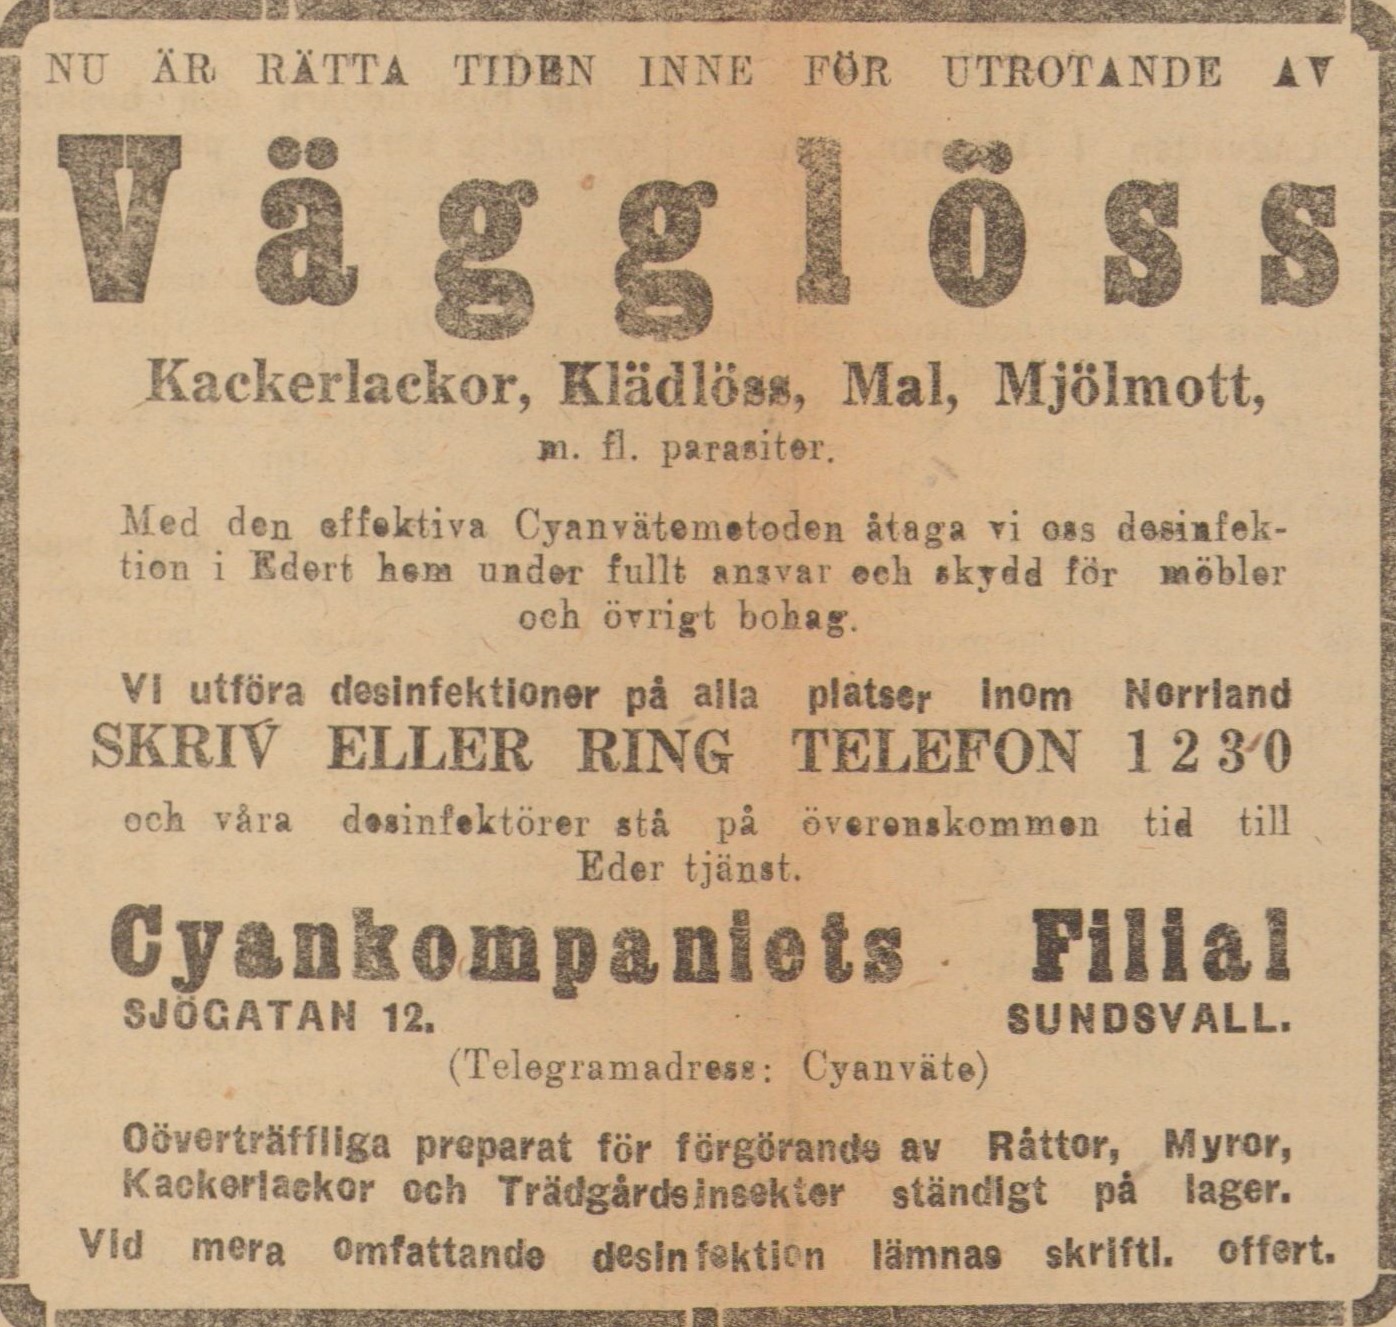 NU ÄR RÄTTA TIDEN INNE FÖR UTROTANDE AV
Vägglöss
Kackerlackor, Klädlöss, Mal, Mjölmott,
m. fl. parasiter.
Med den effektiva Cyanvätemetoden åtaga vi oss desinfek-
tion i Edert hem under fullt ansvar och skydd för möbler
och övrigt bohag.
Vi utföra desinfektioner på alla platser inom Norrland
SKRIV ELLER RING TELEFON 1230
och våra desinfektörer stå på överenskommen tid till
Eder tjänst.
Cyankompaniets Filial
SJÖGATAN 12. SUNDSVALL.
(Telegramadress: Cyanväte)
Oöverträffliga preparat för förgörande av Råttor, Myror,
Kackerlackor och Trädgårdsinsekter ständigt på lager.
Vid mera omfattande desinfektion lämnas skriftl. offert.